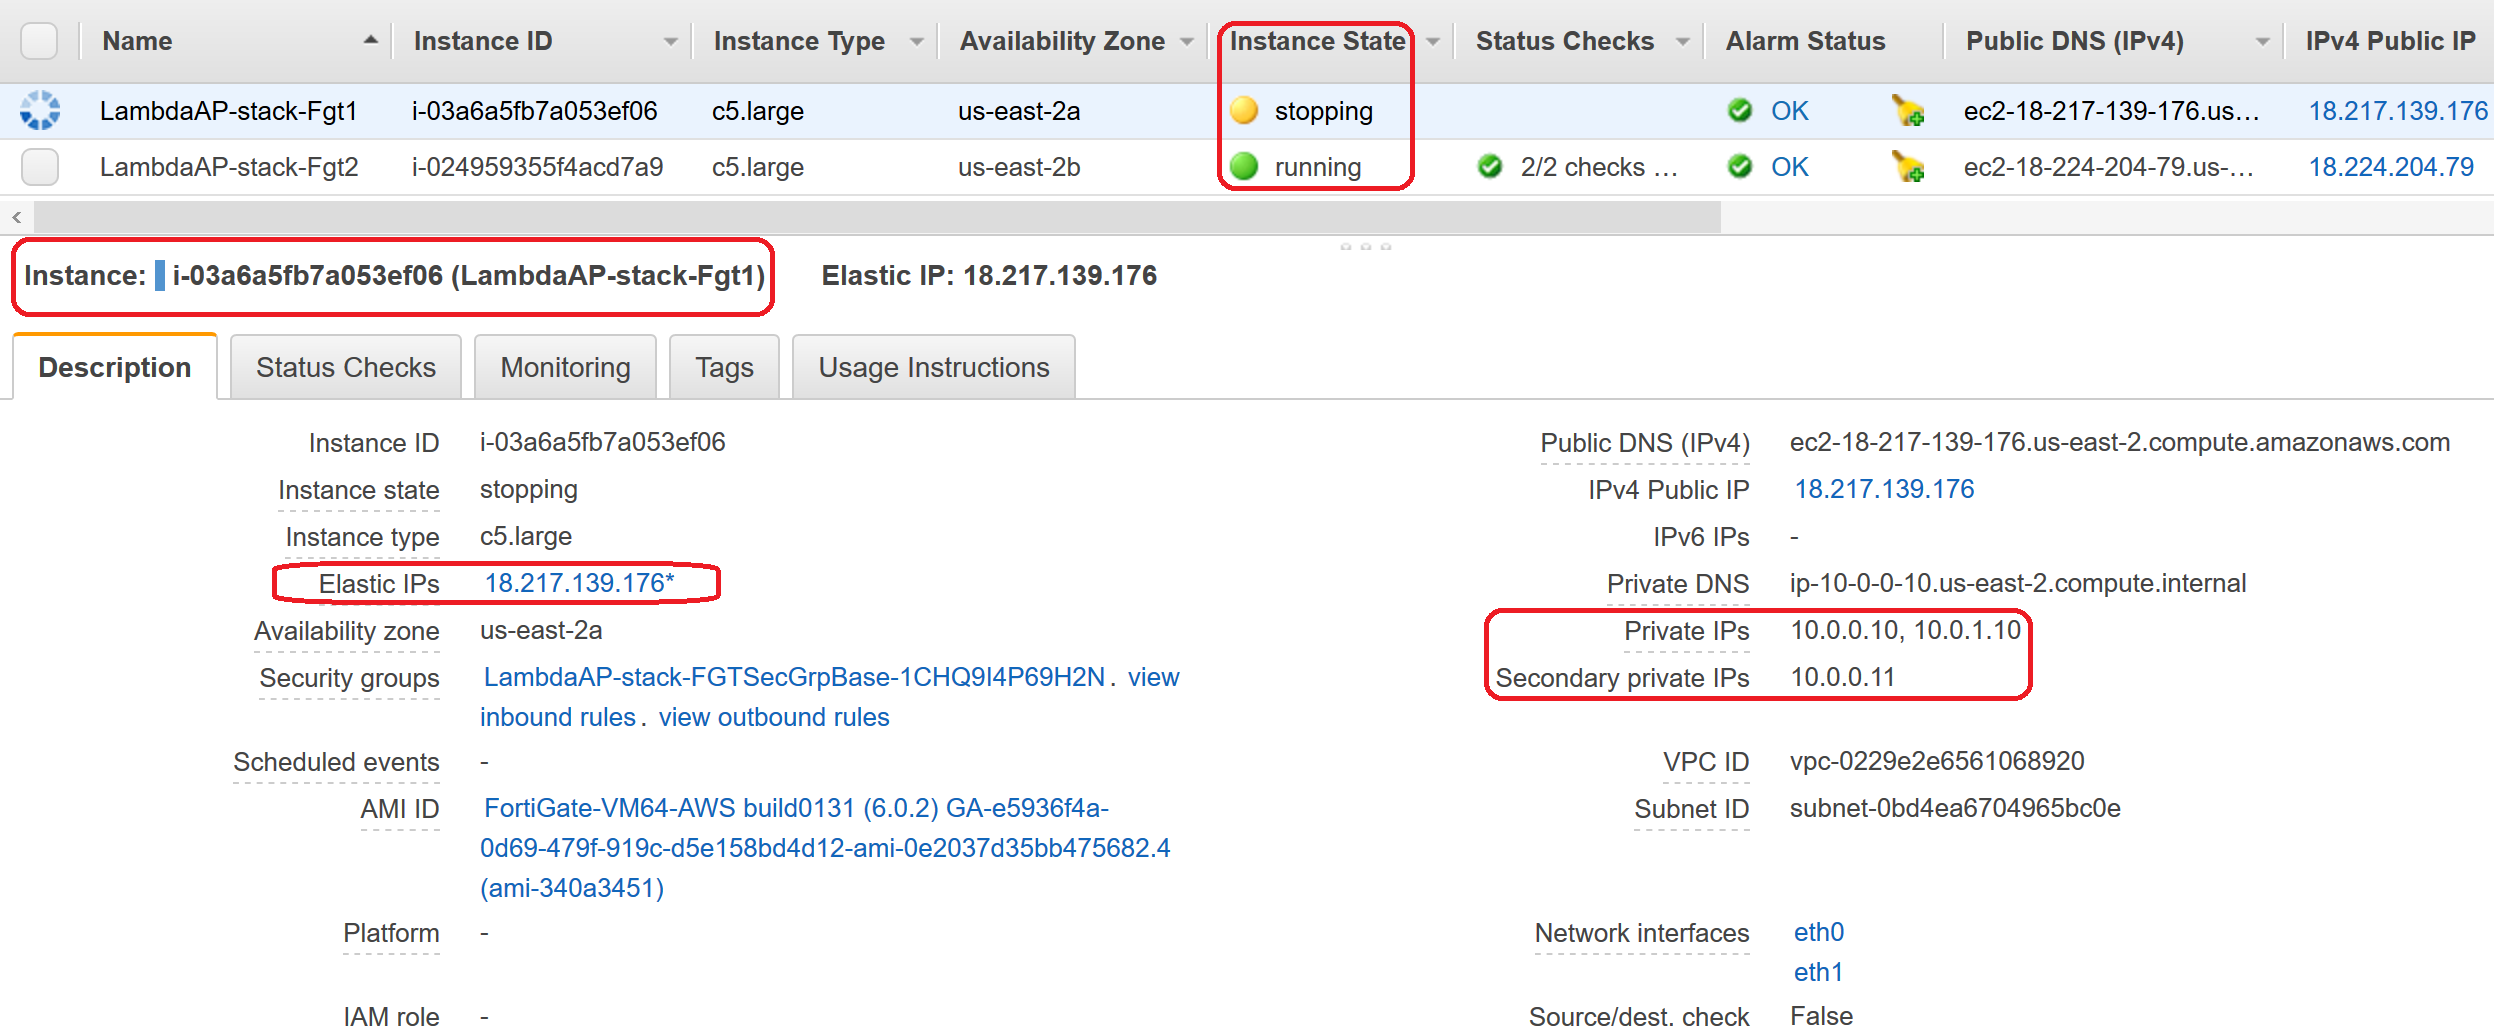 Name Instance ID Instance Type Availability Zone Instance State Status Checks Alarm Status Public DNS (IPv4) IPv4 Public IP
LambdaAP-stack-Fgt1 i-03a6a5fb7a053ef06 c5.large us-east-2a stopping OK ec2-18-217-139-176.us... 18.217.139.176
LambdaAP-stack-Fgt2 i-024959355f4acd7a9 c5.large us-east-2b running 2/2 checks ... OK ec2-18-224-204-79.us-... 18.224.204.79
Instance: i-03a6a5fb7a053ef06 (LambdaAP-stack-Fgt1) Elastic IP: 18.217.139.176
Description Status Checks Monitoring Tags Usage Instructions
Instance ID i-03a6a5fb7a053ef06 Public DNS (IPv4) ec2-18-217-139-176.us-east-2.compute.amazonaws.com
Instance state stopping IPv4 Public IP 18.217.139.176
Instance type c5.large IPv6 IPs -
Elastic IPs 18.217.139.176* Private DNS ip-10-0-0-10.us-east-2.compute.internal
Availability zone us-east-2a Private IPs 10.0.0.10, 10.0.1.10
Security groups LambdaAP-stack-FGTSecGrpBase-1CHQ9I4P69H2N. view Secondary private IPs 10.0.0.11
inbound rules. view outbound rules
Scheduled events - VPC ID vpc-0229e2e6561068920
AMI ID FortiGate-VM64-AWS build0131 (6.0.2) GA-e5936f4a- Subnet ID subnet-0bd4ea6704965bc0e
0d69-479f-919c-d5e158bd4d12-ami-0e2037d35bb475682.4
(ami-340a3451)
Platform - Network interfaces eth0
eth1
IAM role - Source/dest. check False